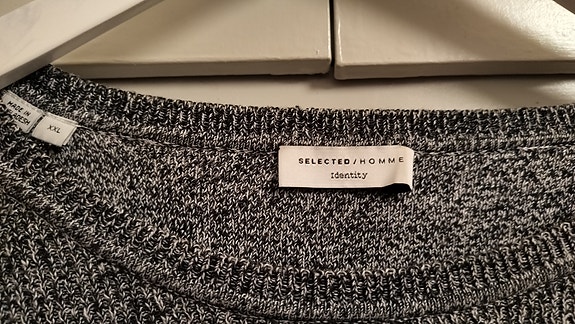 MADE IN
XXL
SELECTED / HOMME
Identity